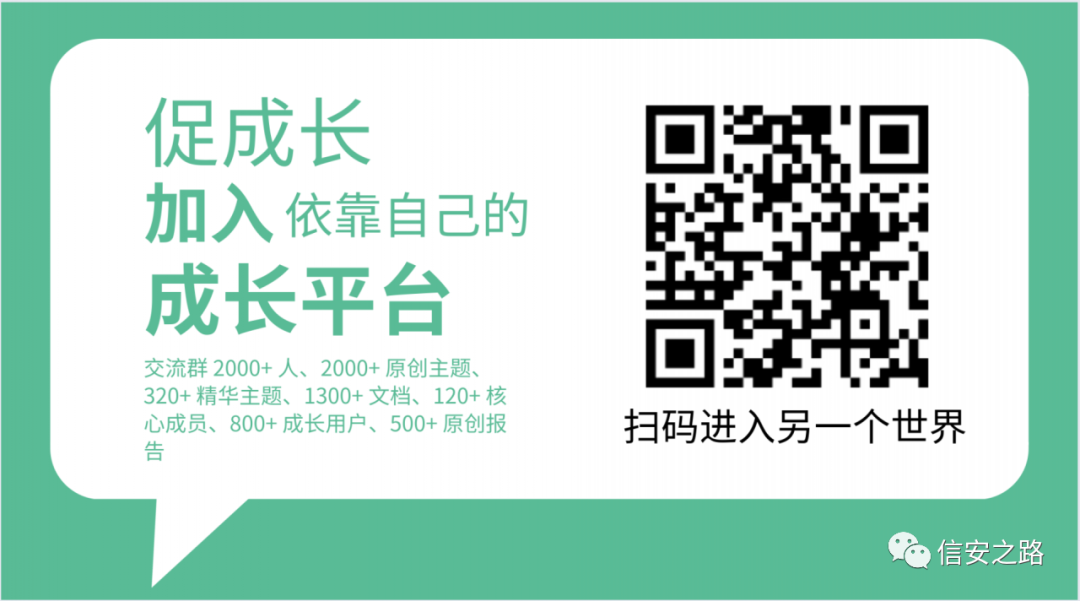 促成长
加入 依靠自己的
成长平台
交流群 2000+ 人、2000+ 原创主题、
320+ 精华主题、1300+ 文档、120+ 核
心成员、800+ 成长用户、500+ 原创报
告
扫码进入另一个世界
信安之路